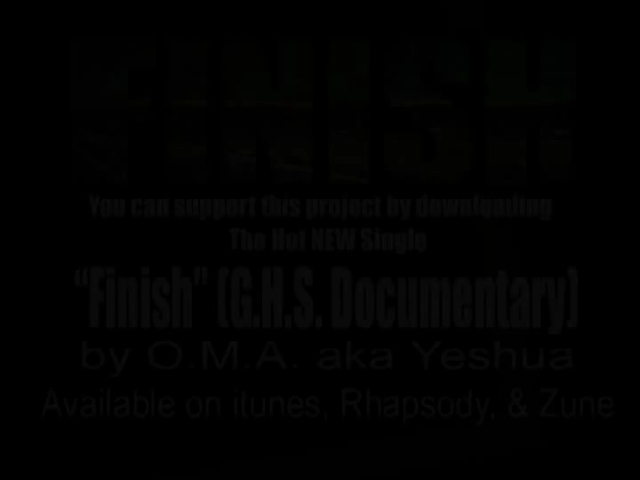 FINISH
You can support this project by downloading
The Hot NEW Single
"Finish" (G.H.S. Documentary)
by O.M.A. aka Yeshua
Available on itunes, Rhapsody, & Zune